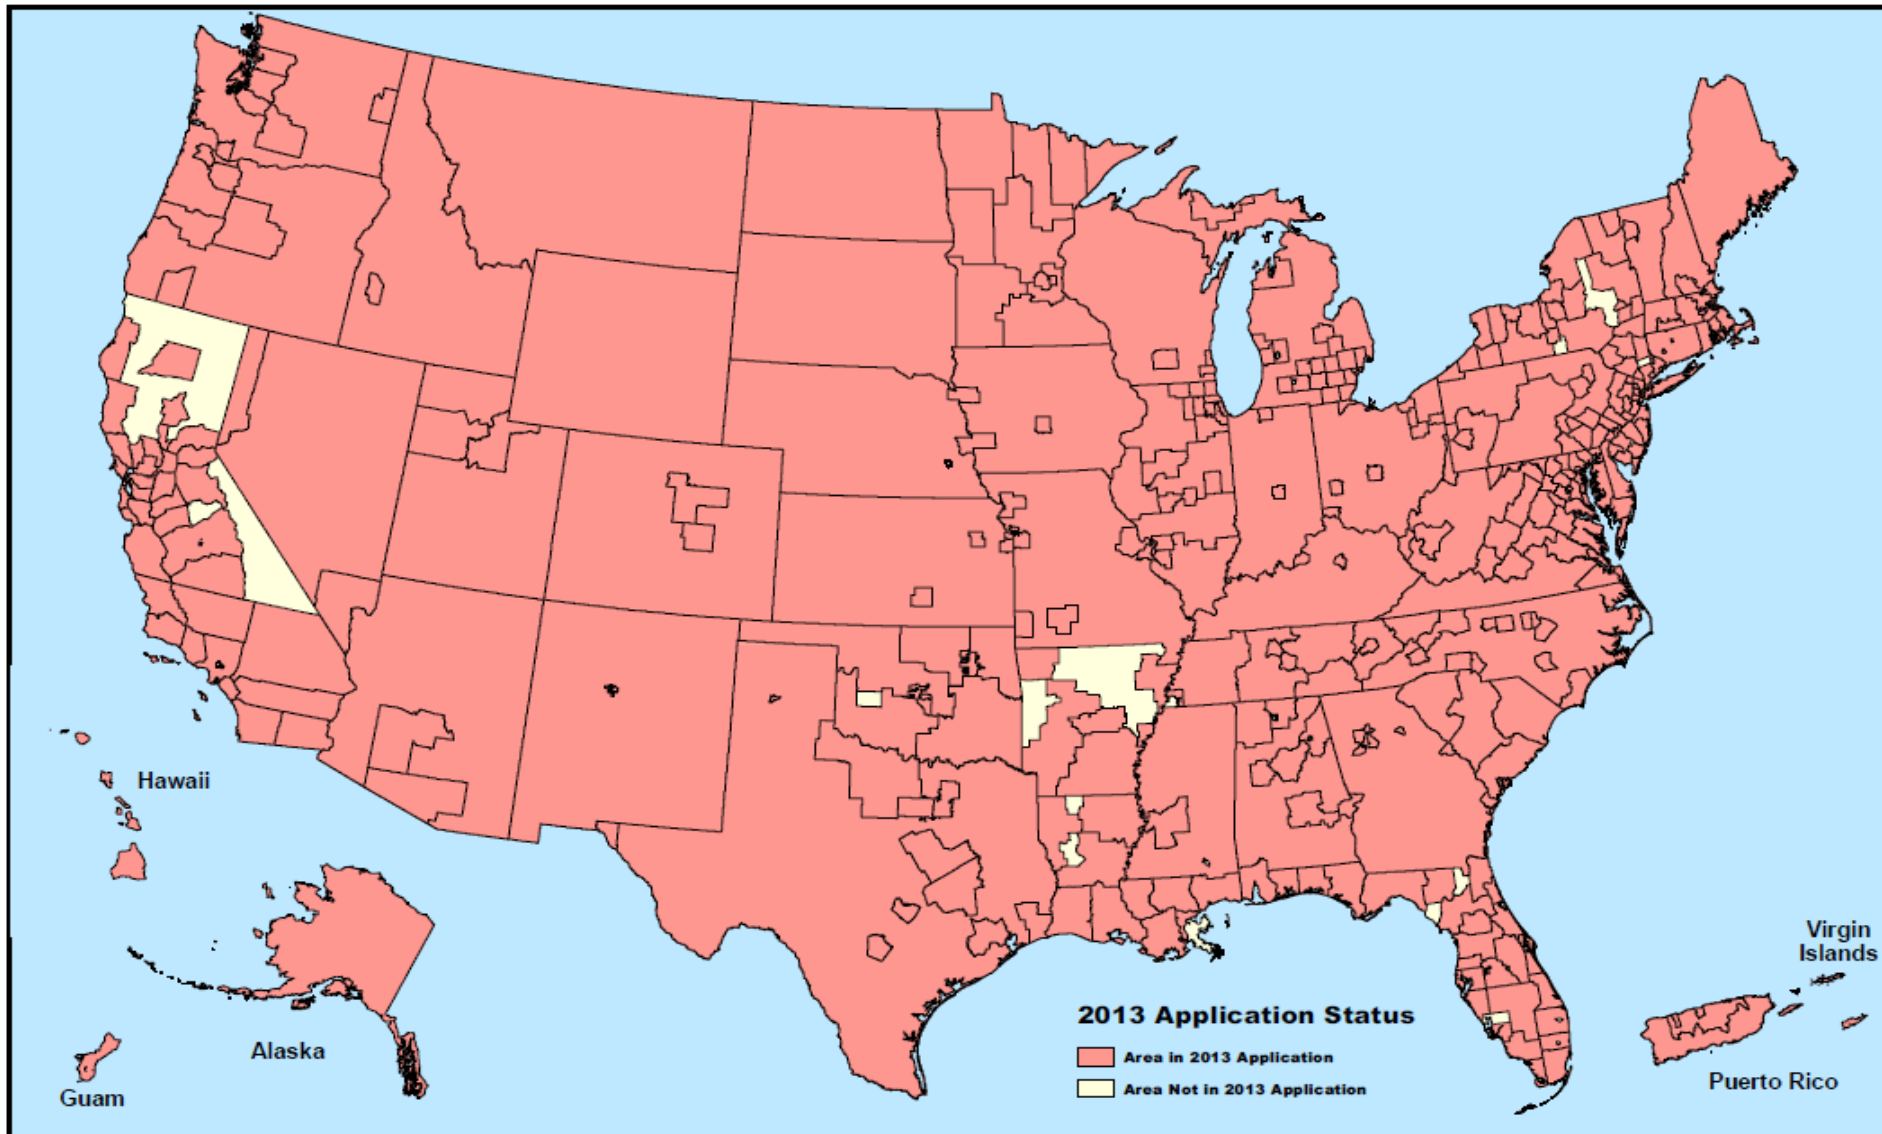 Hawaii
Alaska
Guam
Virgin
Islands
Puerto Rico
2013 Application Status
Area in 2013 Application
Area Not in 2013 Application